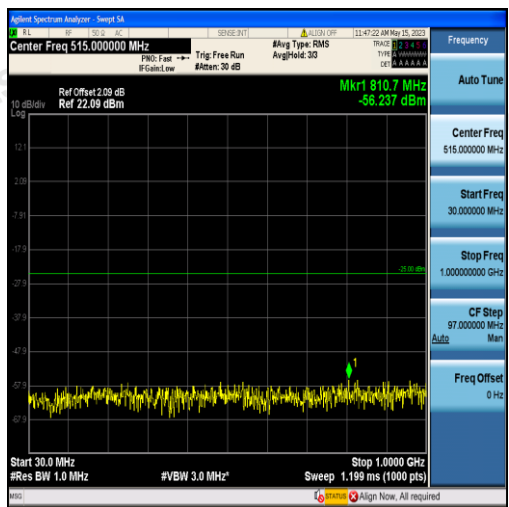 Agilent Spectrum Analyzer - Swept SA
RL RF 50 Ω AC SENSE:INT ALIGN OFF 11:47:22 AM May 15, 2023
Center Freq 515.000000 MHz
PNO: Fast
IFGain:Low
Trig: Free Run
#Atten: 30 dB
#Avg Type: RMS
Avg|Hold: 3/3
TRACE 1 2 3 4 5 6
TYPE A WWWWW
DET A A A A A A
Frequency
Mkr1 810.7 MHz
-56.237 dBm
Ref Offset 2.09 dB
10 dB/div Ref 22.09 dBm
Log
12.1
2.09
-7.91
-17.9
-27.9
-37.9
-47.9
-57.9
-67.9
-25.00 dBm
1
Start 30.0 MHz Stop 1.0000 GHz
#Res BW 1.0 MHz #VBW 3.0 MHz* Sweep 1.199 ms (1000 pts)
Auto Tune
Center Freq
515.000000 MHz
Start Freq
30.000000 MHz
Stop Freq
1.000000000 GHz
CF Step
97.000000 MHz
Auto Man
Freq Offset
0 Hz
MSG STATUS Align Now, All required